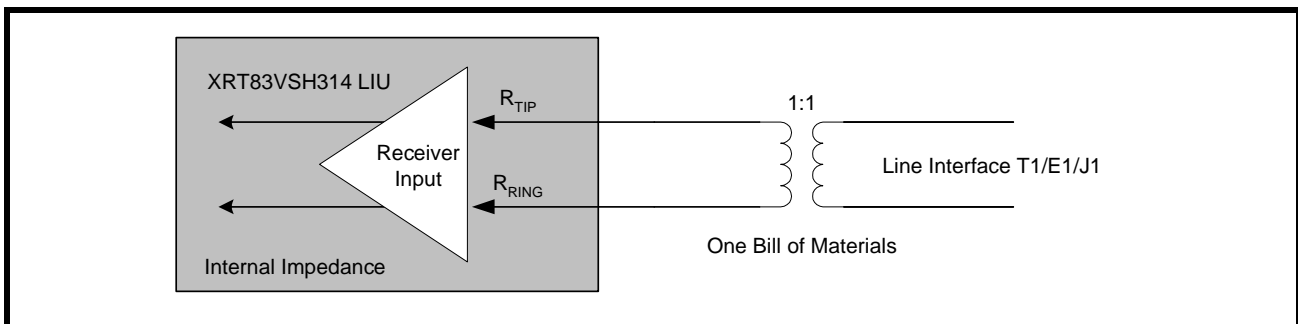 XRT83VSH314 LIU
R_TIP
1:1
Receiver
Input
Line Interface T1/E1/J1
R_RING
One Bill of Materials
Internal Impedance